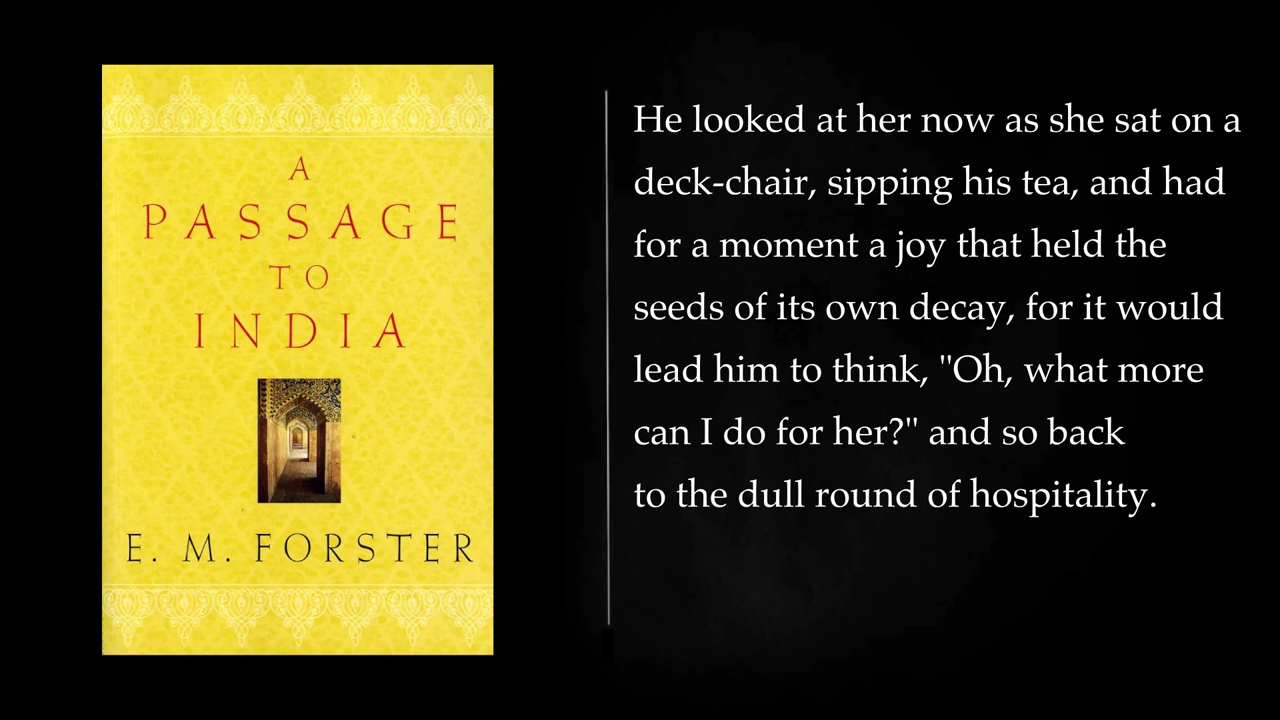 A
PASSAGE
TO
INDIA
E. M. FORSTER
He looked at her now as she sat on a
deck-chair, sipping his tea, and had
for a moment a joy that held the
seeds of its own decay, for it would
lead him to think, "Oh, what more
can I do for her?" and so back
to the dull round of hospitality.